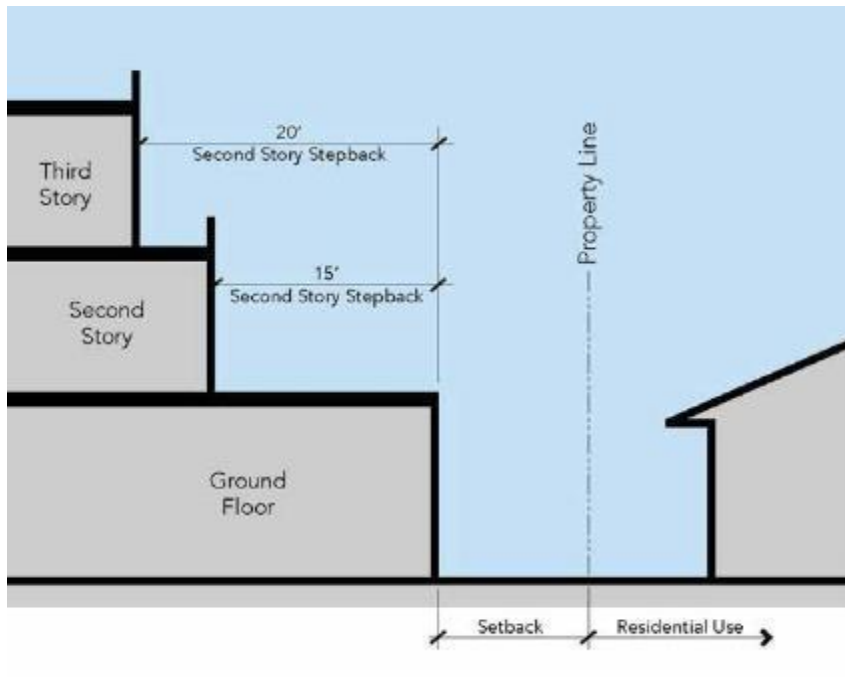 20'
Second Story Stepback
Third
Story
Property Line
15'
Second Story Stepback
Second
Story
Ground
Floor
Setback
Residential Use